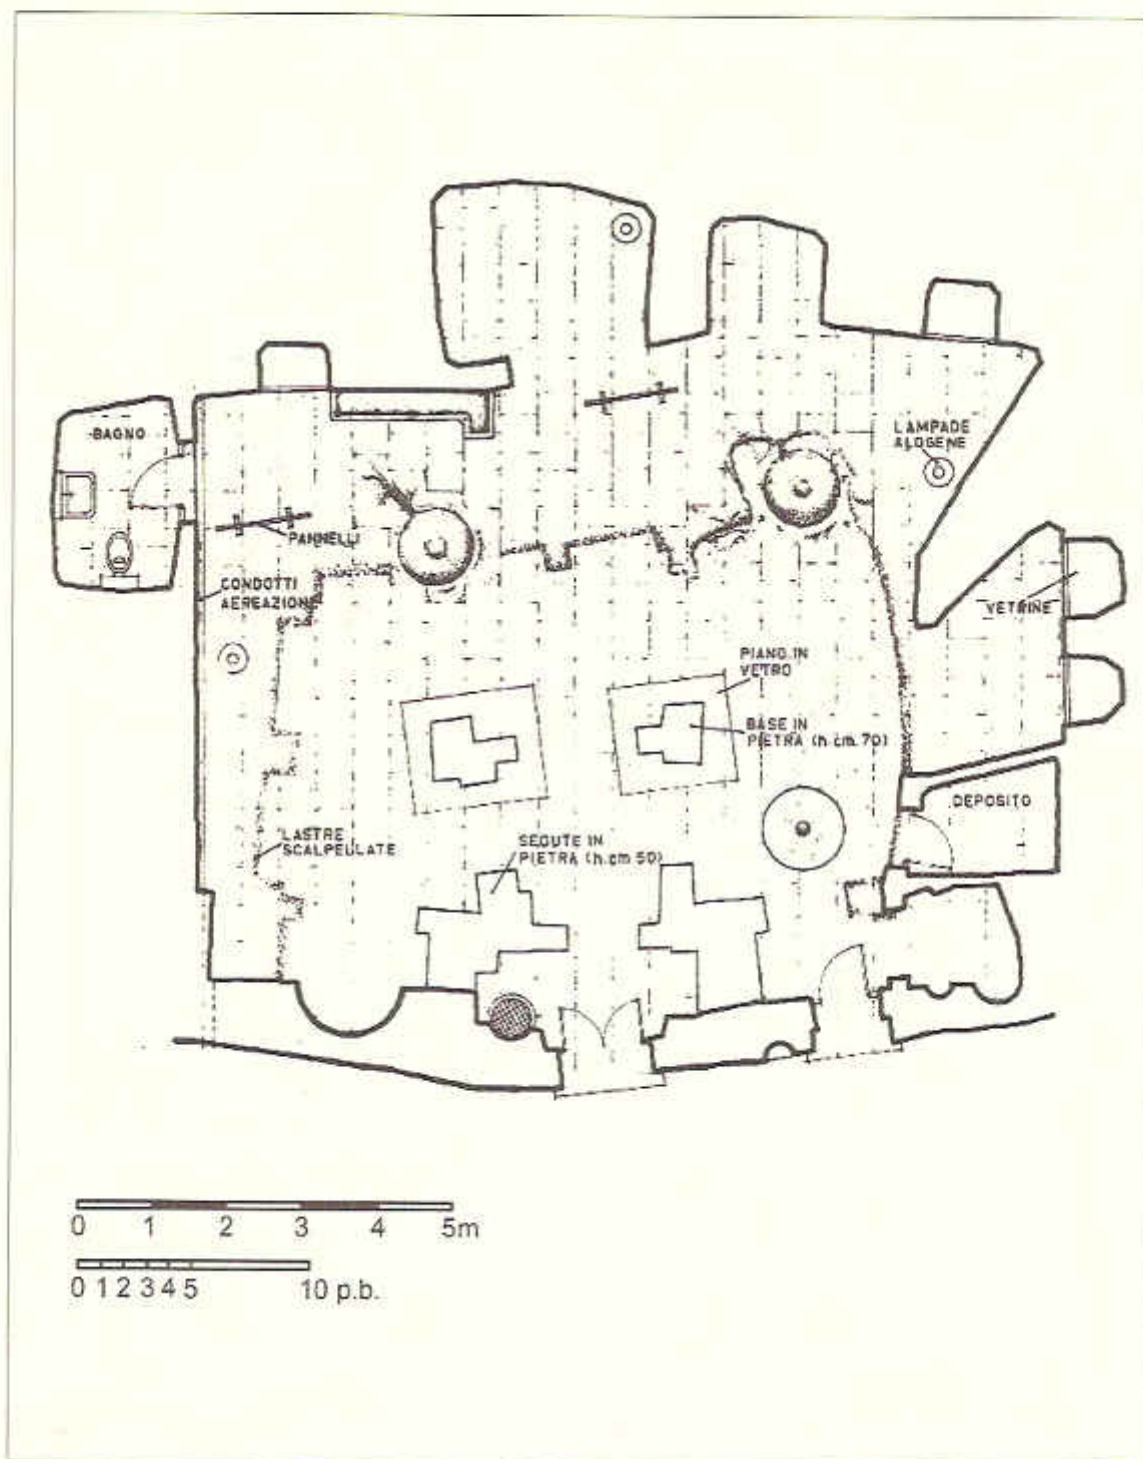 BAGNO
LAMPADE
ALOGENE
PANNELLI
CONDOTTI
AEREAZIONE
VETRINE
PIANO IN
VETRO
BASE IN
PIETRA (h.cm.70)
DEPOSITO
LASTRE
SCALPELLATE
SEDUTE IN
PIETRA (h.cm 50)
0 1 2 3 4 5m
0 1 2 3 4 5 10 p.b.